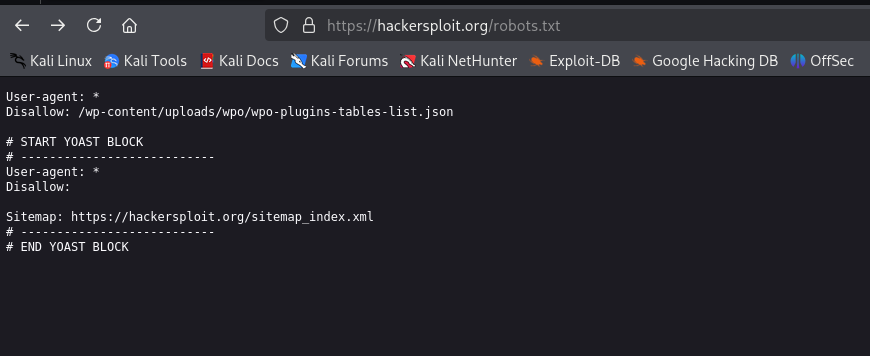 https://hackersploit.org/robots.txt
Kali Linux Kali Tools Kali Docs Kali Forums Kali NetHunter Exploit-DB Google Hacking DB OffSec
User-agent: *
Disallow: /wp-content/uploads/wpo/wpo-plugins-tables-list.json
# START YOAST BLOCK
# ---------------------------
User-agent: *
Disallow:
Sitemap: https://hackersploit.org/sitemap_index.xml
# ---------------------------
# END YOAST BLOCK